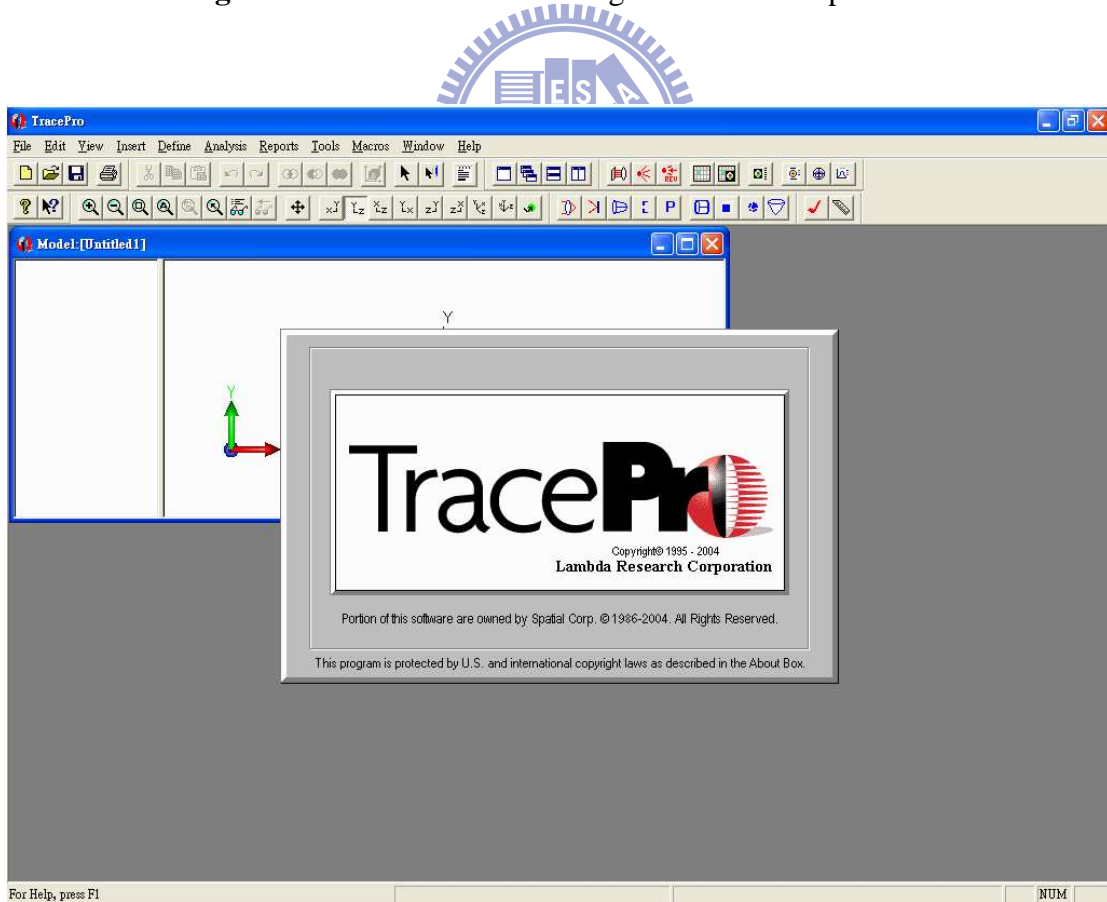 ESA
TracePro
File Edit View Insert Define Analysis Reports Tools Macros Window Help
REV
P
Model:[Untitled1]
Y
Y
TracePro
Copyright© 1995 - 2004
Lambda Research Corporation
Portion of this software are owned by Spatial Corp. © 1986-2004. All Rights Reserved.
This program is protected by U.S. and international copyright laws as described in the About Box.
For Help, press F1
NUM